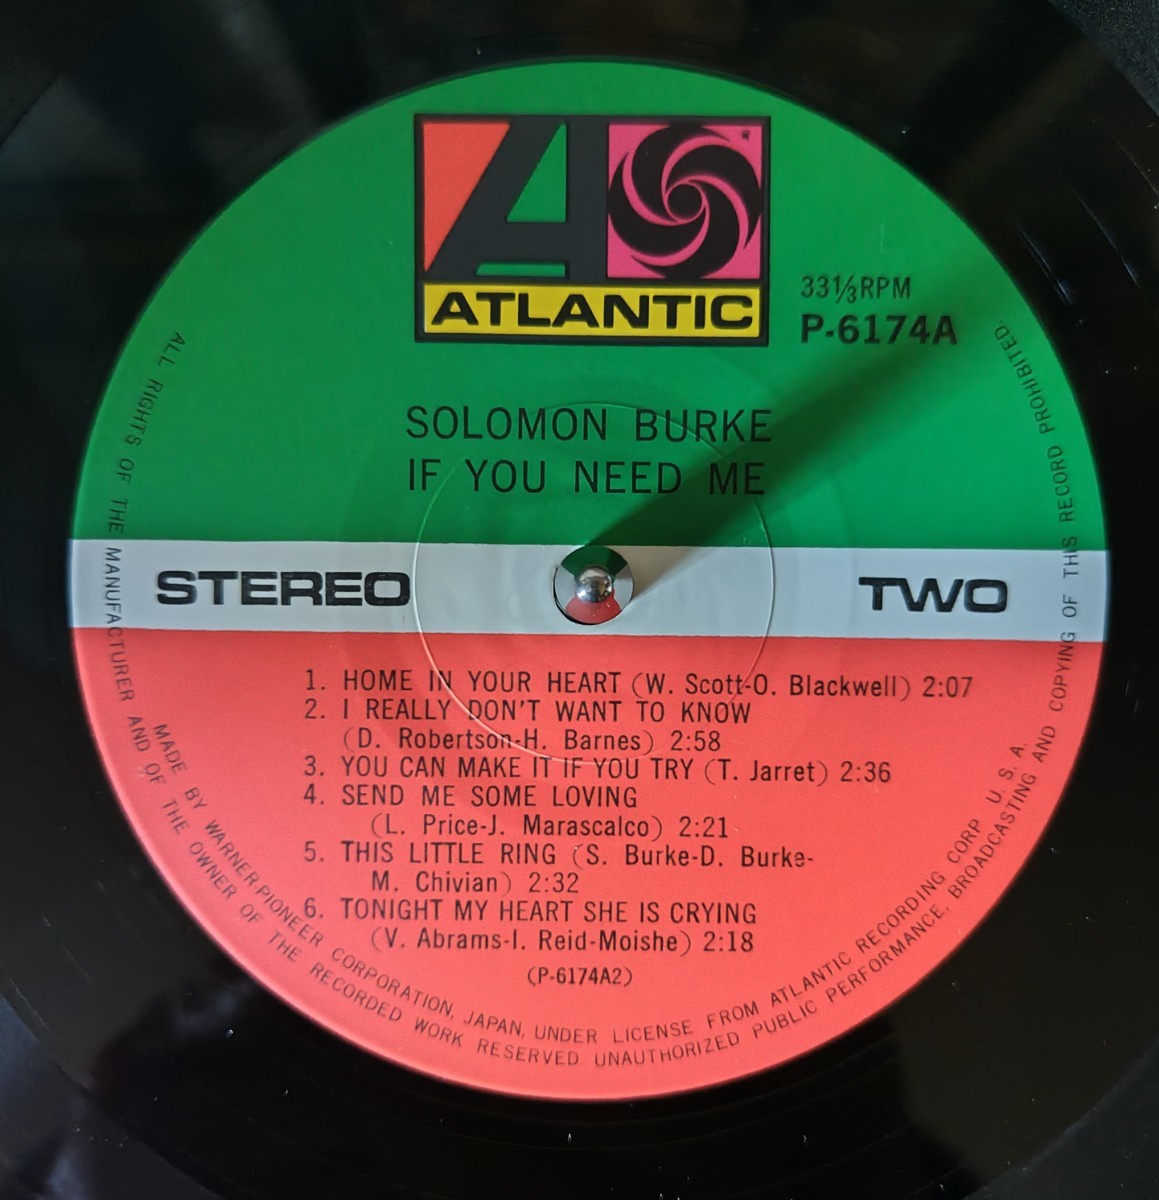 ATLANTIC
33⅓RPM
P-6174A
SOLOMON BURKE
IF YOU NEED ME
STEREO
TWO
1. HOME IN YOUR HEART (W. Scott-O. Blackwell) 2:07
2. I REALLY DON'T WANT TO KNOW
(D. Robertson-H. Barnes) 2:58
3. YOU CAN MAKE IT IF YOU TRY (T. Jarret) 2:36
4. SEND ME SOME LOVING
(L. Price-J. Marascalco) 2:21
5. THIS LITTLE RING (S. Burke-D. Burke-
M. Chivian) 2:32
6. TONIGHT MY HEART SHE IS CRYING
(V. Abrams-I. Reid-Moishe) 2:18
(P-6174A2)
MADE BY WARNER-PIONEER CORPORATION, JAPAN, UNDER LICENSE FROM ATLANTIC RECORDING CORP. U. S. A.
ALL RIGHTS OF THE MANUFACTURER AND OF THE OWNER OF THE RECORDED WORK RESERVED. UNAUTHORIZED PUBLIC PERFORMANCE, BROADCASTING AND COPYING OF THIS RECORD PROHIBITED.